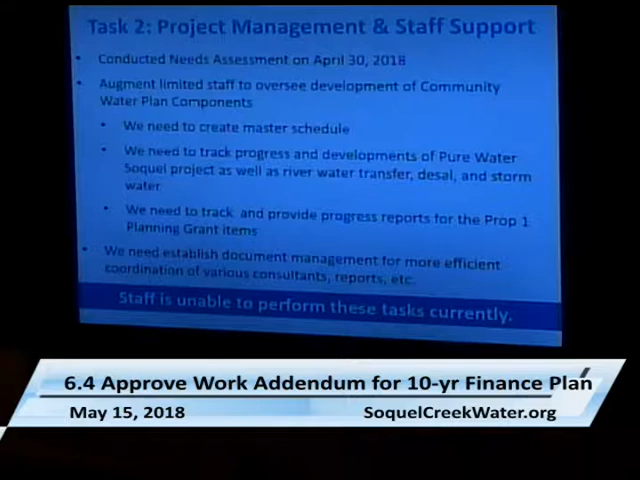 Task 2: Project Management & Staff Support
• Conducted Needs Assessment on April 30, 2018
• Augment limited staff to oversee development of Community
Water Plan Components
• We need to create master schedule
• We need to track progress and developments of Pure Water
Soquel project as well as river water transfer, desal, and storm
water
• We need to track and provide progress reports for the Prop 1
Planning Grant items
• We need establish document management for more efficient
coordination of various consultants, reports, etc.
Staff is unable to perform these tasks currently.
6.4 Approve Work Addendum for 10-yr Finance Plan
May 15, 2018 SoquelCreekWater.org